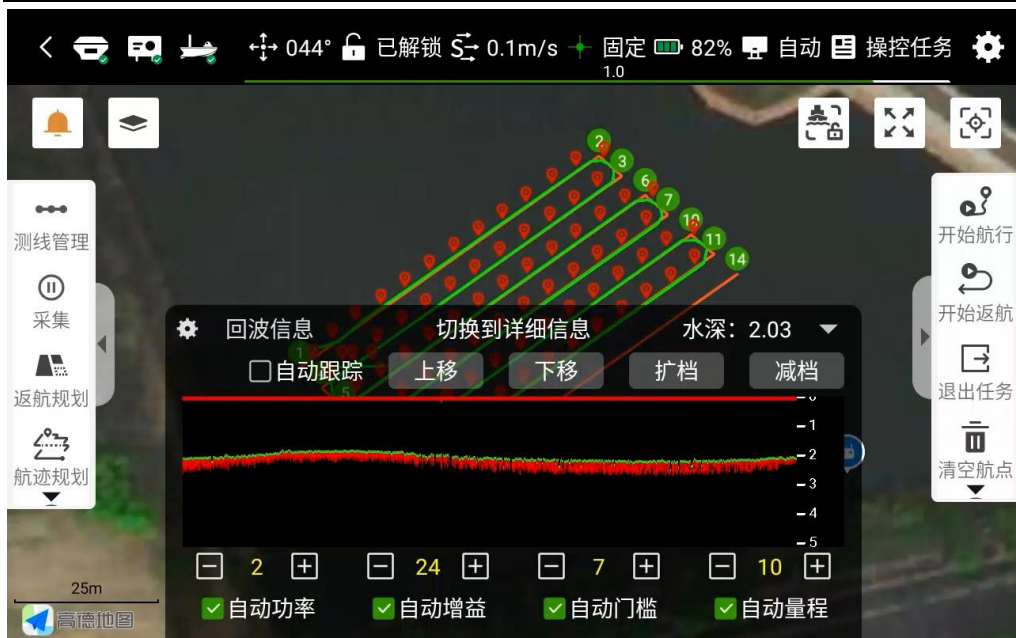 044° 已解锁 0.1m/s 固定 82% 自动 操控任务
1.0
2
3
6
7
10
11
14
1
5
测线管理
采集
返航规划
航迹规划
开始航行
开始返航
退出任务
清空航点
回波信息 切换到详细信息 水深：2.03
自动跟踪 上移 下移 扩档 减档
0
1
2
3
4
5
2 24 7 10
自动功率 自动增益 自动门槛 自动量程
25m
高德地图